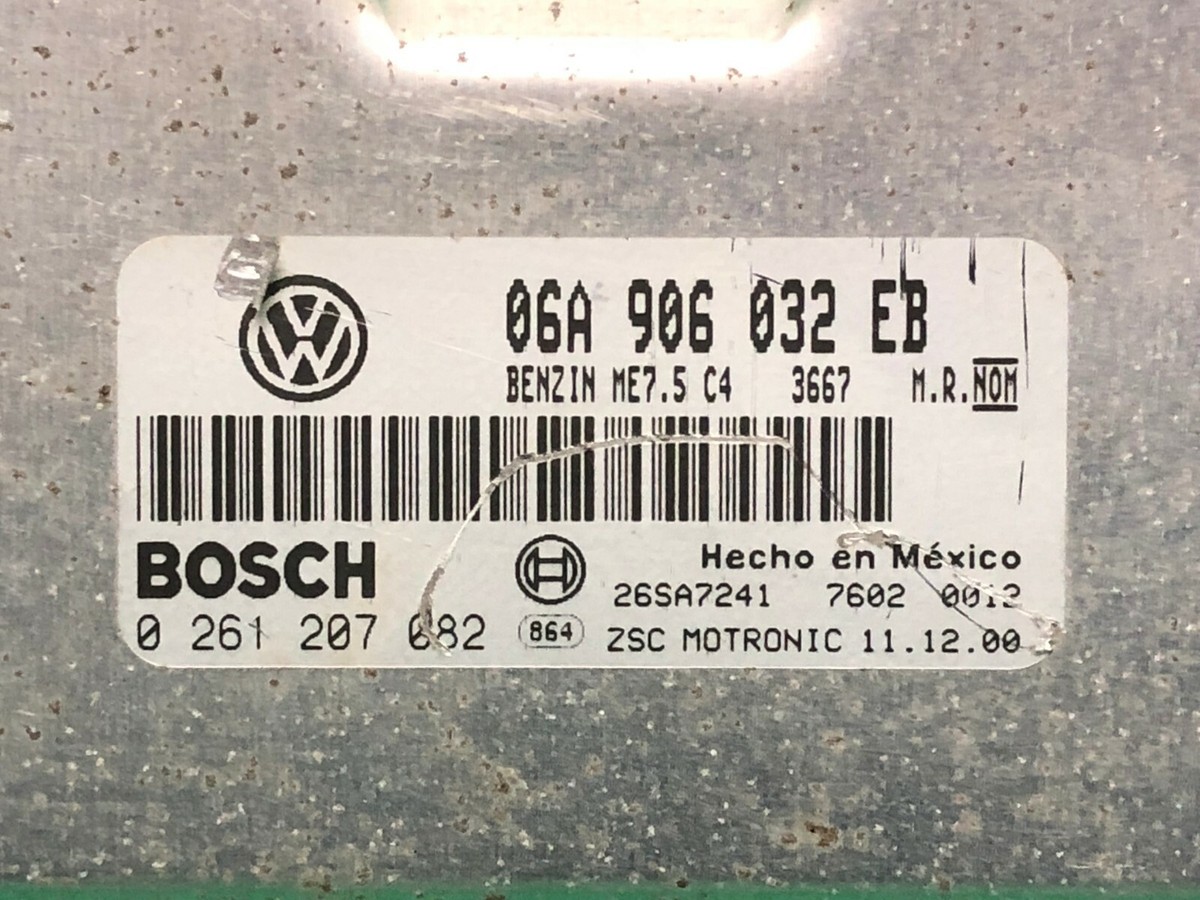 06A 906 032 EB
BENZIN ME7.5 C4 3667 M.R.NOM
BOSCH
Hecho en México
26SA7241 7602 0012
0 261 207 082
864
ZSC MOTRONIC 11.12.00